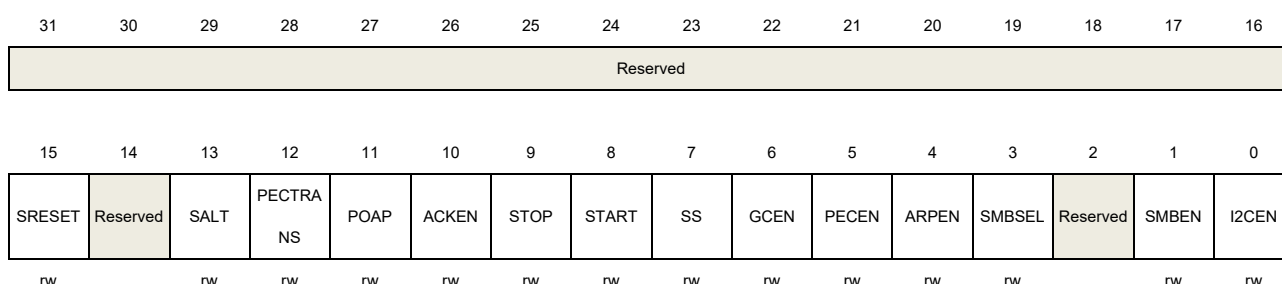 31 30 29 28 27 26 25 24 23 22 21 20 19 18 17 16
Reserved
15 14 13 12 11 10 9 8 7 6 5 4 3 2 1 0
SRESET Reserved SALT PECTRA
NS POAP ACKEN STOP START SS GCEN PECEN ARPEN SMBSEL Reserved SMBEN I2CEN
rw rw rw rw rw rw rw rw rw rw rw rw rw rw